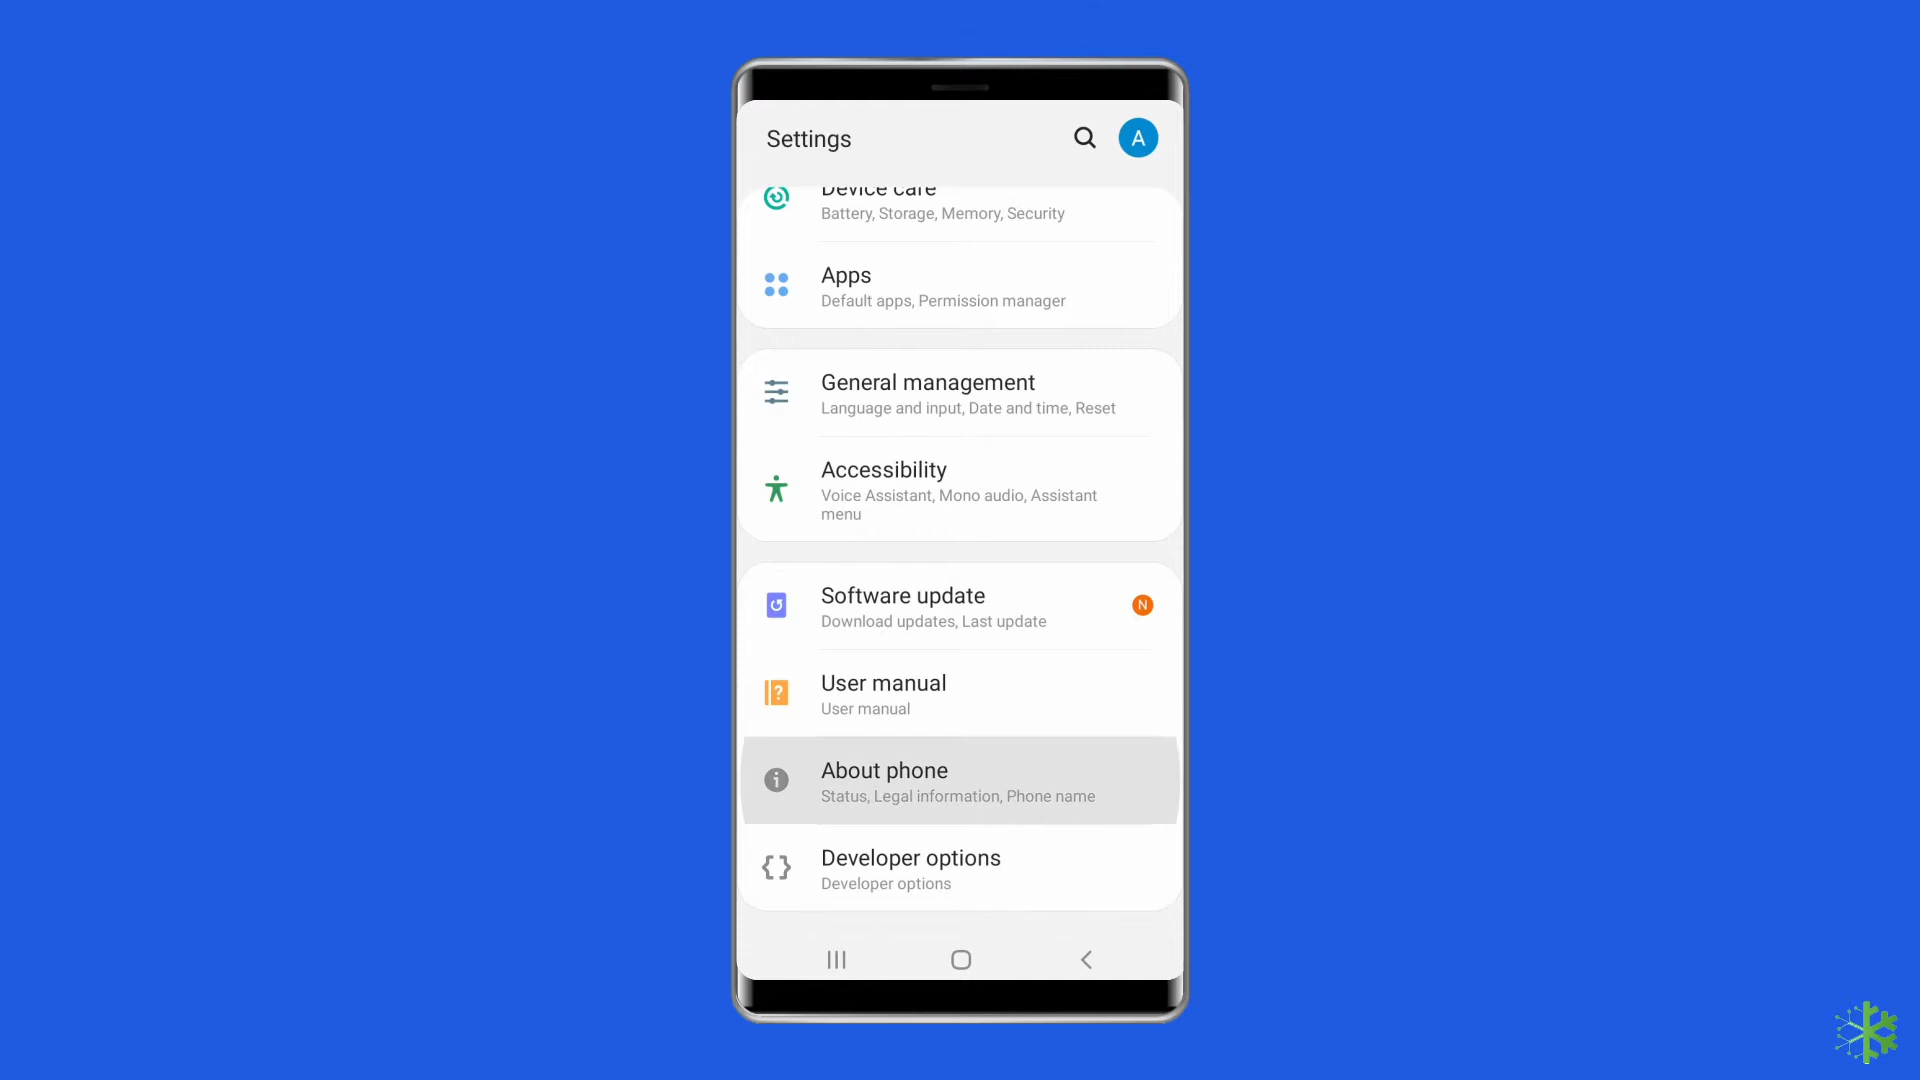 Settings
A
Device care
Battery, Storage, Memory, Security
Apps
Default apps, Permission manager
General management
Language and input, Date and time, Reset
Accessibility
Voice Assistant, Mono audio, Assistant
menu
Software update
N
Download updates, Last update
?
User manual
User manual
i
About phone
Status, Legal information, Phone name
{ }
Developer options
Developer options